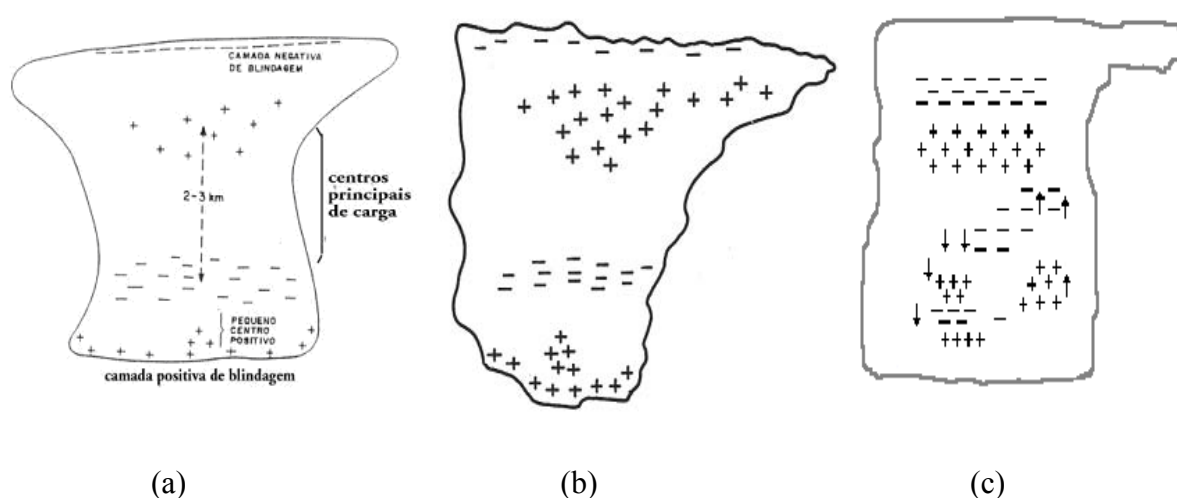 CAMADA NEGATIVA
DE BLINDAGEM
2-3 km
centros
principais
de carga
PEQUENO
CENTRO
POSITIVO
camada positiva de blindagem
(a)
(b)
(c)